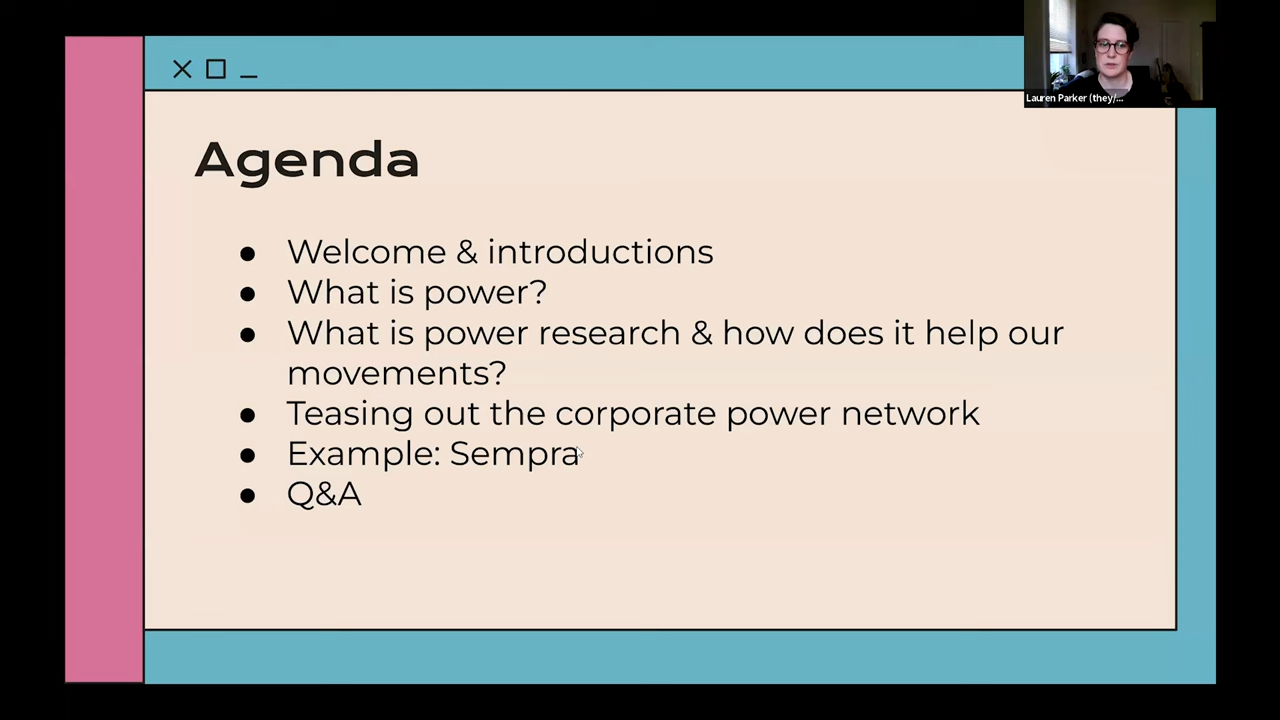 Lauren Parker (they/...
Agenda
● Welcome & introductions
● What is power?
● What is power research & how does it help our
movements?
● Teasing out the corporate power network
● Example: Sempra
● Q&A